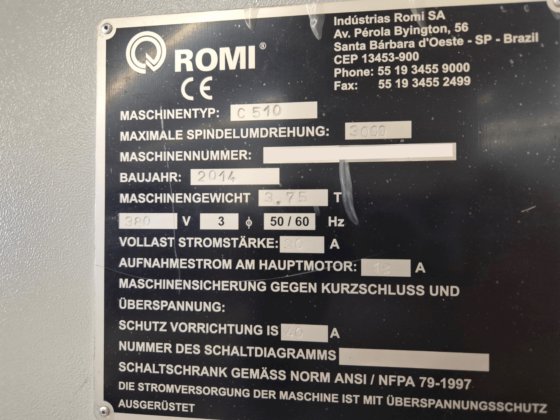 ROMI®
CE
Indústrias Romi SA
Av. Pérola Byington, 56
Santa Bárbara d'Oeste - SP - Brazil
CEP 13453-900
Phone: 55 19 3455 9000
Fax: 55 19 3455 2499
MASCHINENTYP: C 510
MAXIMALE SPINDELUMDREHUNG: 3000
MASCHINENNUMMER:
BAUJAHR: 2014
MASCHINENGEWICHT 3.75 T
380 V 3 ϕ 50 / 60 Hz
VOLLAST STROMSTÄRKE: A
AUFNAHMESTROM AM HAUPTMOTOR: A
MASCHINENSICHERUNG GEGEN KURZSCHLUSS UND
ÜBERSPANNUNG:
SCHUTZ VORRICHTUNG IS A
NUMMER DES SCHALTDIAGRAMMS
SCHALTSCHRANK GEMÄSS NORM ANSI / NFPA 79-1997
DIE STROMVERSORGUNG DER MASCHINE IST MIT ÜBERSPANNUNGSSCHUTZ
AUSGERÜSTET